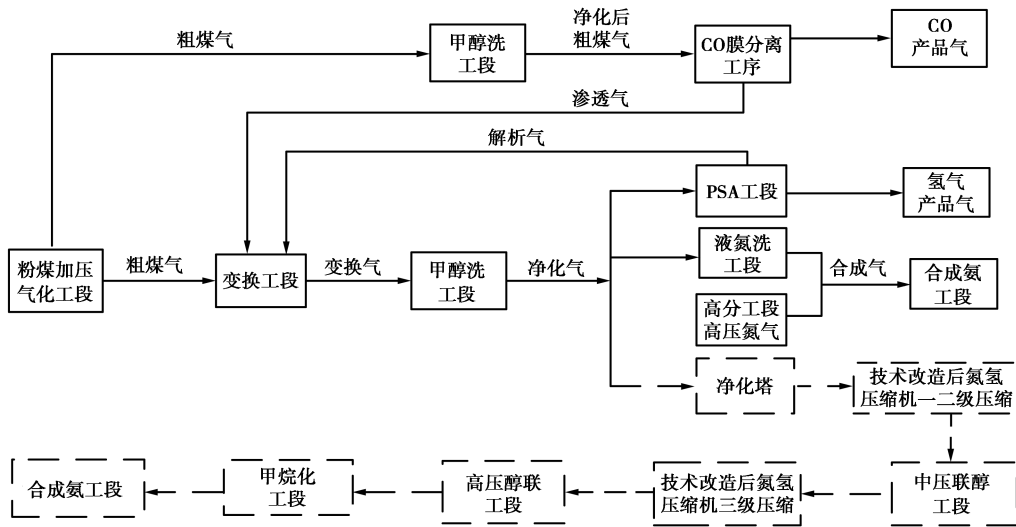 粗煤气
甲醇洗
工段
净化后
粗煤气
CO膜分离
工序
CO
产品气
渗透气
解析气
PSA工段
氢气
产品气
粉煤加压
气化工段
粗煤气
变换工段
变换气
甲醇洗
工段
净化气
液氮洗
工段
高分工段
高压氮气
合成气
合成氨
工段
净化塔
技术改造后氮氢
压缩机一二级压缩
中压联醇
工段
技术改造后氮氢
压缩机三级压缩
高压醇联
工段
甲烷化
工段
合成氨工段